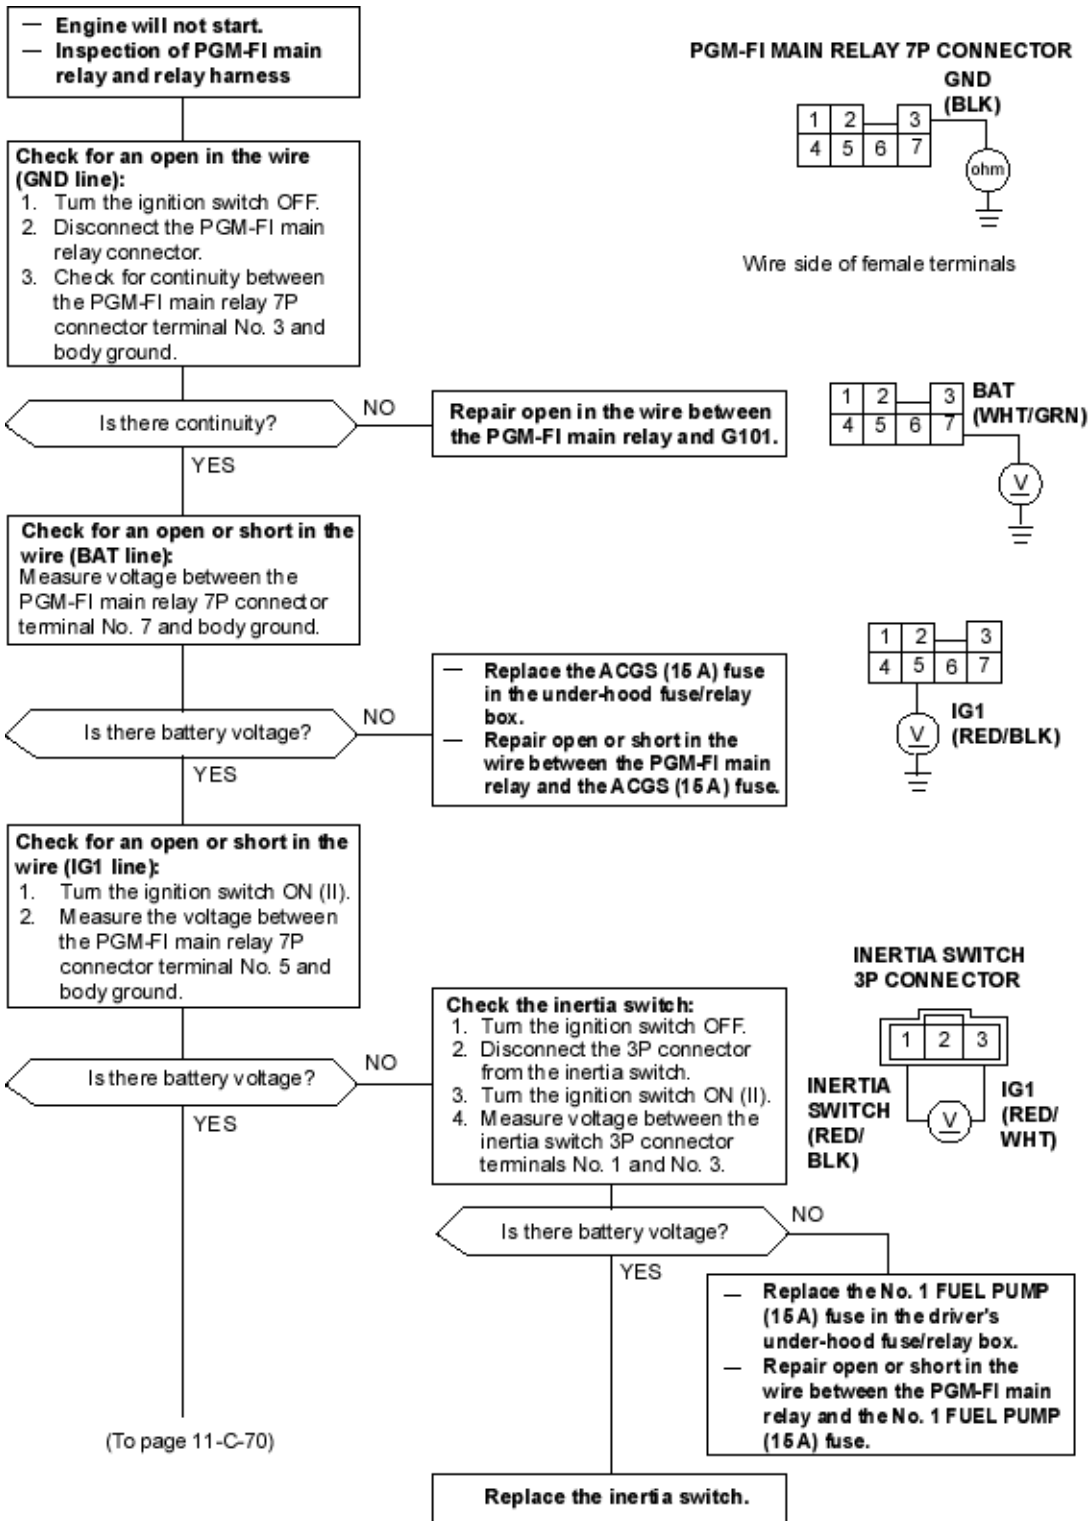 — Engine will not start.
— Inspection of PGM-FI main
relay and relay harness
PGM-FI MAIN RELAY 7P CONNECTOR
GND
(BLK)
1 2 3
4 5 6 7
ohm
Wire side of female terminals
Check for an open in the wire
(GND line):
1. Turn the ignition switch OFF.
2. Disconnect the PGM-FI main
relay connector.
3. Check for continuity between
the PGM-FI main relay 7P
connector terminal No. 3 and
body ground.
Is there continuity?
NO
YES
Repair open in the wire between
the PGM-FI main relay and G101.
1 2 3
4 5 6 7
BAT
(WHT/GRN)
V
Check for an open or short in the
wire (BAT line):
Measure voltage between the
PGM-FI main relay 7P connector
terminal No. 7 and body ground.
Is there battery voltage?
NO
YES
— Replace the ACGS (15 A) fuse
in the under-hood fuse/relay
box.
— Repair open or short in the
wire between the PGM-FI main
relay and the ACGS (15 A) fuse.
1 2 3
4 5 6 7
IG1
(RED/BLK)
V
Check for an open or short in the
wire (IG1 line):
1. Turn the ignition switch ON (II).
2. Measure the voltage between
the PGM-FI main relay 7P
connector terminal No. 5 and
body ground.
Is there battery voltage?
NO
YES
Check the inertia switch:
1. Turn the ignition switch OFF.
2. Disconnect the 3P connector
from the inertia switch.
3. Turn the ignition switch ON (II).
4. Measure voltage between the
inertia switch 3P connector
terminals No. 1 and No. 3.
INERTIA SWITCH
3P CONNECTOR
1 2 3
INERTIA
SWITCH
(RED/
BLK)
V
IG1
(RED/
WHT)
Is there battery voltage?
NO
YES
— Replace the No. 1 FUEL PUMP
(15 A) fuse in the driver's
under-hood fuse/relay box.
— Repair open or short in the
wire between the PGM-FI main
relay and the No. 1 FUEL PUMP
(15 A) fuse.
(To page 11-C-70)
Replace the inertia switch.